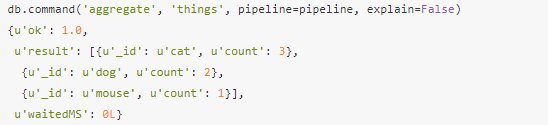 db.command('aggregate', 'things', pipeline=pipeline, explain=False)
{u'ok': 1.0,
 u'result': [{u'_id': u'cat', u'count': 3},
  {u'_id': u'dog', u'count': 2},
  {u'_id': u'mouse', u'count': 1}],
 u'waitedMS': 0L}